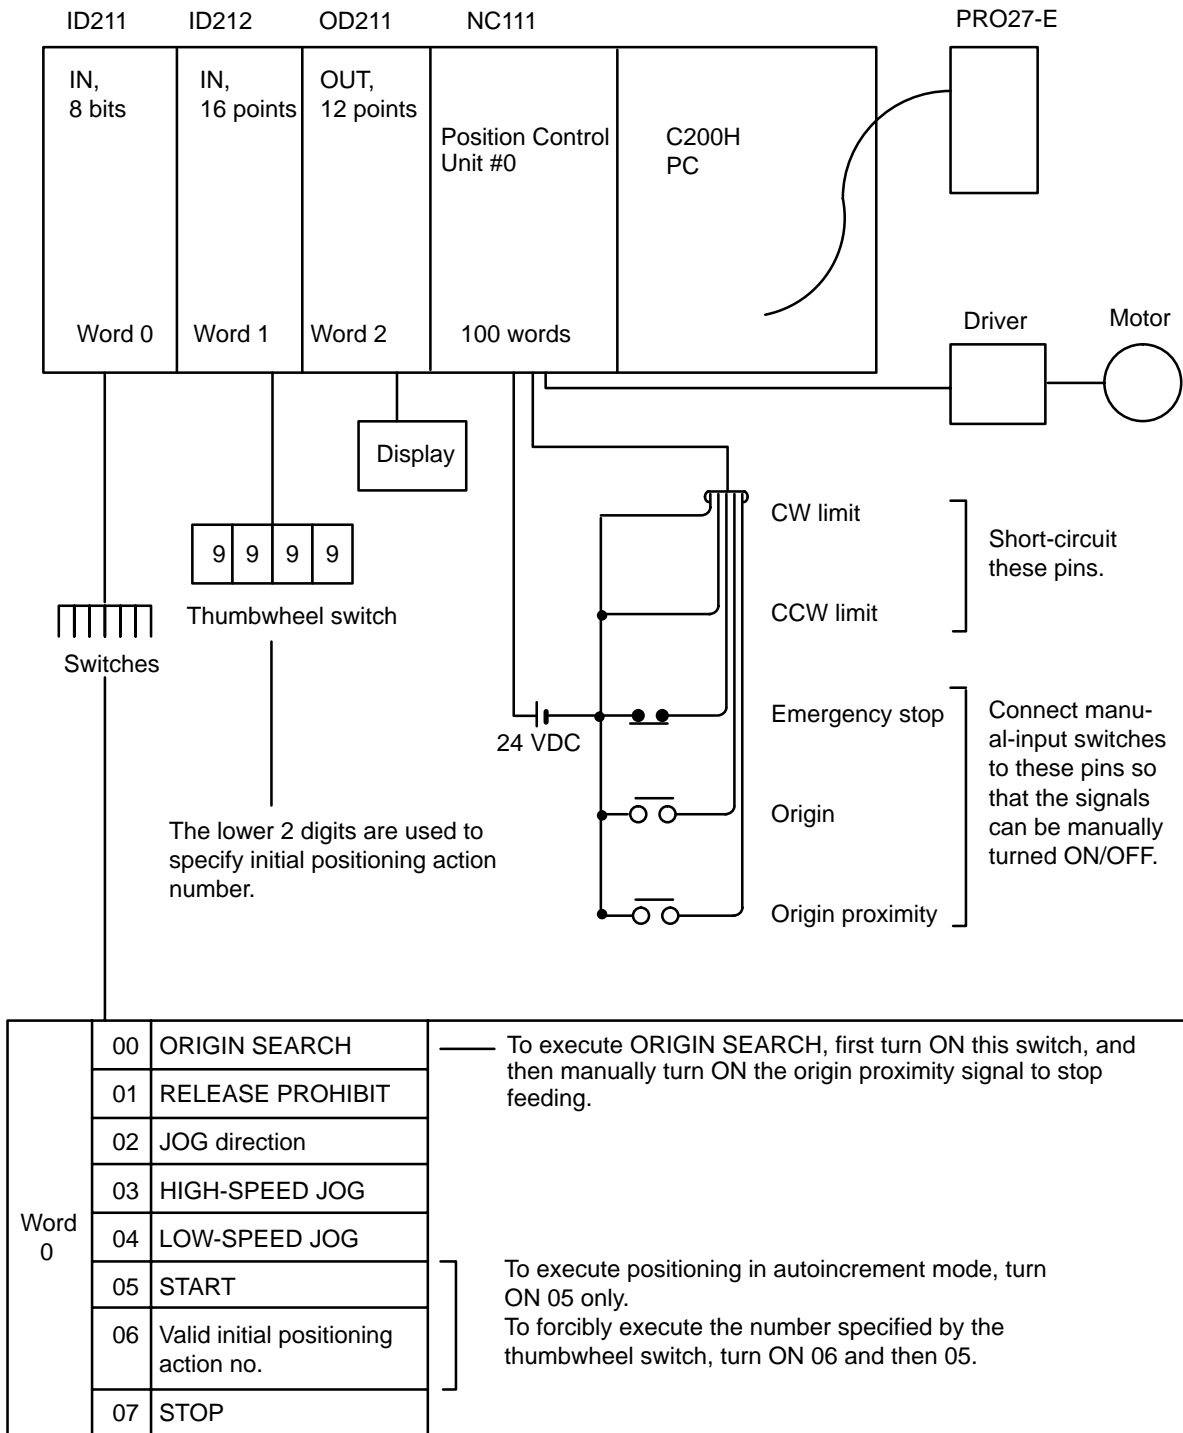 ID211 ID212 OD211 NC111 PRO27-E
IN,
8 bits
IN,
16 points
OUT,
12 points
Position Control
Unit #0
C200H
PC
Word 0 Word 1 Word 2 100 words
Driver Motor
Display
9 9 9 9
Thumbwheel switch
Switches
CW limit
CCW limit
Short-circuit
these pins.
24 VDC
Emergency stop
Origin
Origin proximity
Connect manu-
al-input switches
to these pins so
that the signals
can be manually
turned ON/OFF.
The lower 2 digits are used to
specify initial positioning action
number.
Word
0
00 ORIGIN SEARCH
To execute ORIGIN SEARCH, first turn ON this switch, and
then manually turn ON the origin proximity signal to stop
feeding.
01 RELEASE PROHIBIT
02 JOG direction
03 HIGH-SPEED JOG
04 LOW-SPEED JOG
05 START
06 Valid initial positioning
action no.
To execute positioning in autoincrement mode, turn
ON 05 only.
To forcibly execute the number specified by the
thumbwheel switch, turn ON 06 and then 05.
07 STOP